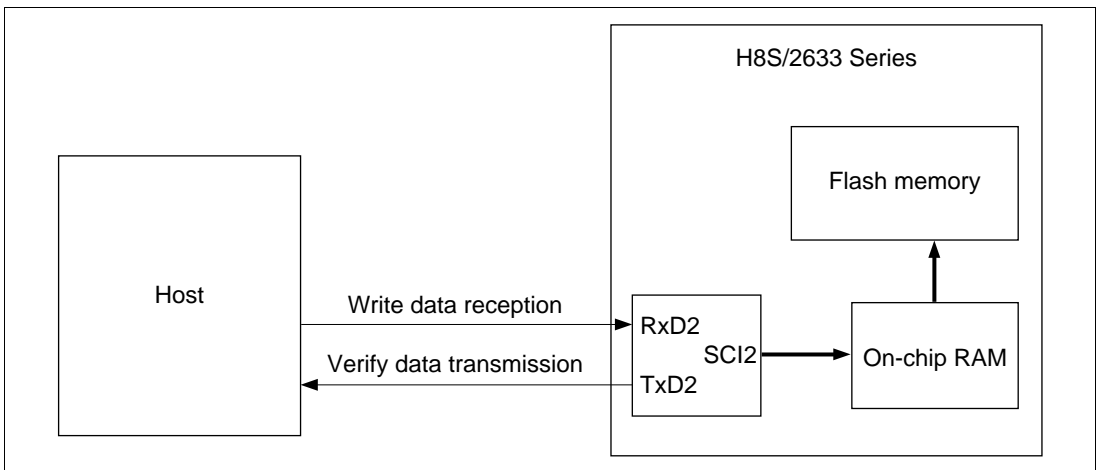 H8S/2633 Series
Flash memory
Host
Write data reception
RxD2
SCI2
On-chip RAM
Verify data transmission
TxD2